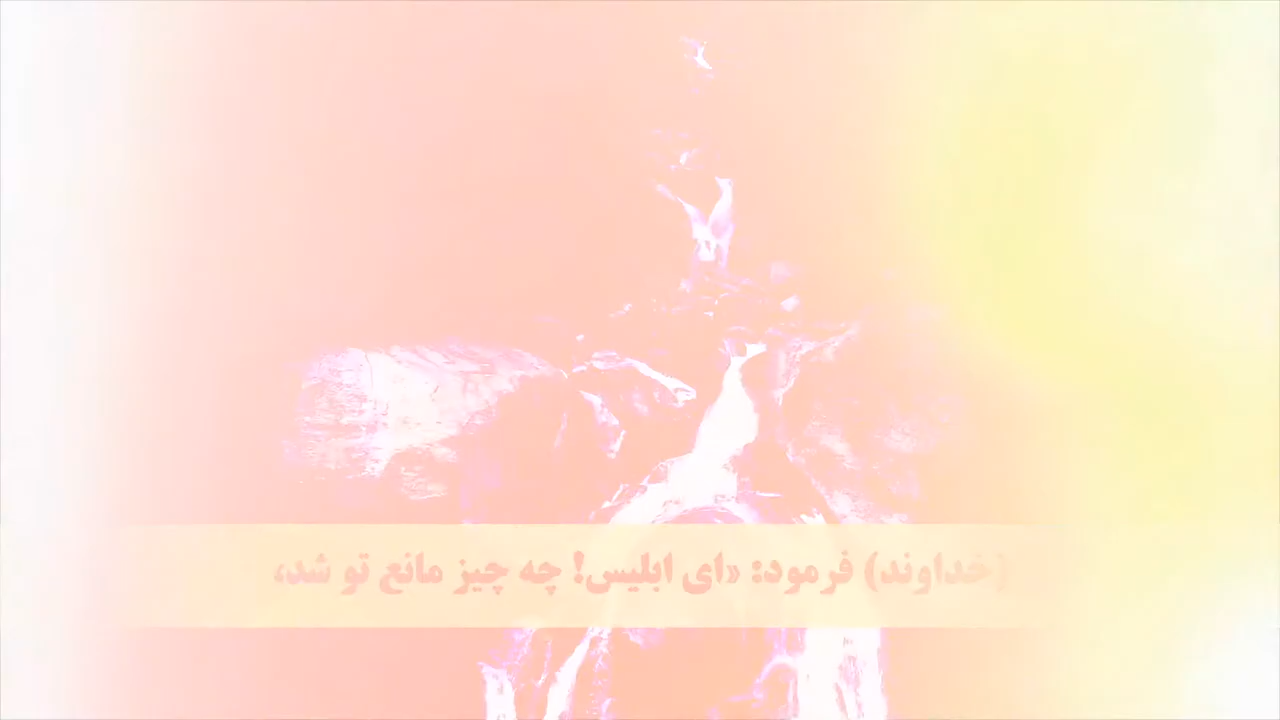 (خداوند) فرمود: «ای ابلیس! چه چیز مانع تو شد،